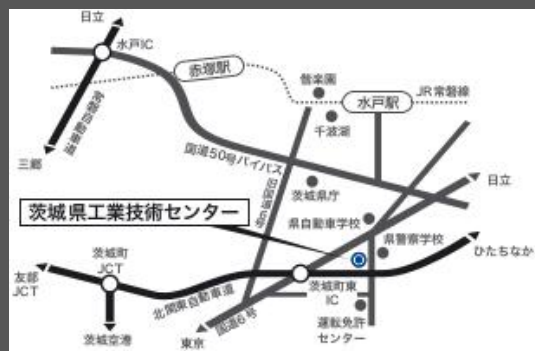 日立
水戸IC
赤塚駅
偕楽園
JR常磐線
水戸駅
常磐自動車道
千波湖
三郷
国道50号バイパス
旧国道6号
茨城県庁
日立
茨城県工業技術センター
県自動車学校
県警察学校
ひたちなか
茨城町
JCT
友部
JCT
北関東自動車道
茨城町東
IC
国道6号
運転免許
センター
茨城空港
東京